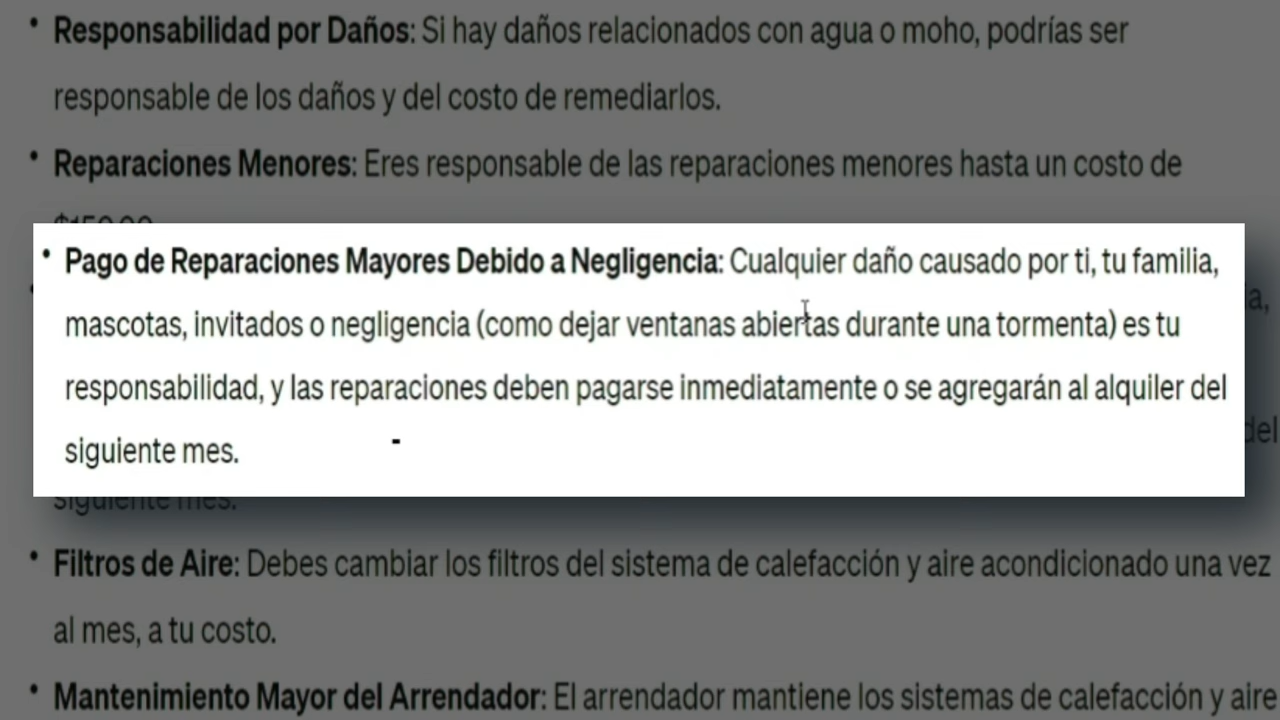 • Responsabilidad por Daños: Si hay daños relacionados con agua o moho, podrías ser
responsable de los daños y del costo de remediarlos.
• Reparaciones Menores: Eres responsable de las reparaciones menores hasta un costo de
• Pago de Reparaciones Mayores Debido a Negligencia: Cualquier daño causado por ti, tu familia,
mascotas, invitados o negligencia (como dejar ventanas abiertas durante una tormenta) es tu
responsabilidad, y las reparaciones deben pagarse inmediatamente o se agregarán al alquiler del
siguiente mes.
del
siguiente mes.
• Filtros de Aire: Debes cambiar los filtros del sistema de calefacción y aire acondicionado una vez
al mes, a tu costo.
• Mantenimiento Mayor del Arrendador: El arrendador mantiene los sistemas de calefacción y aire